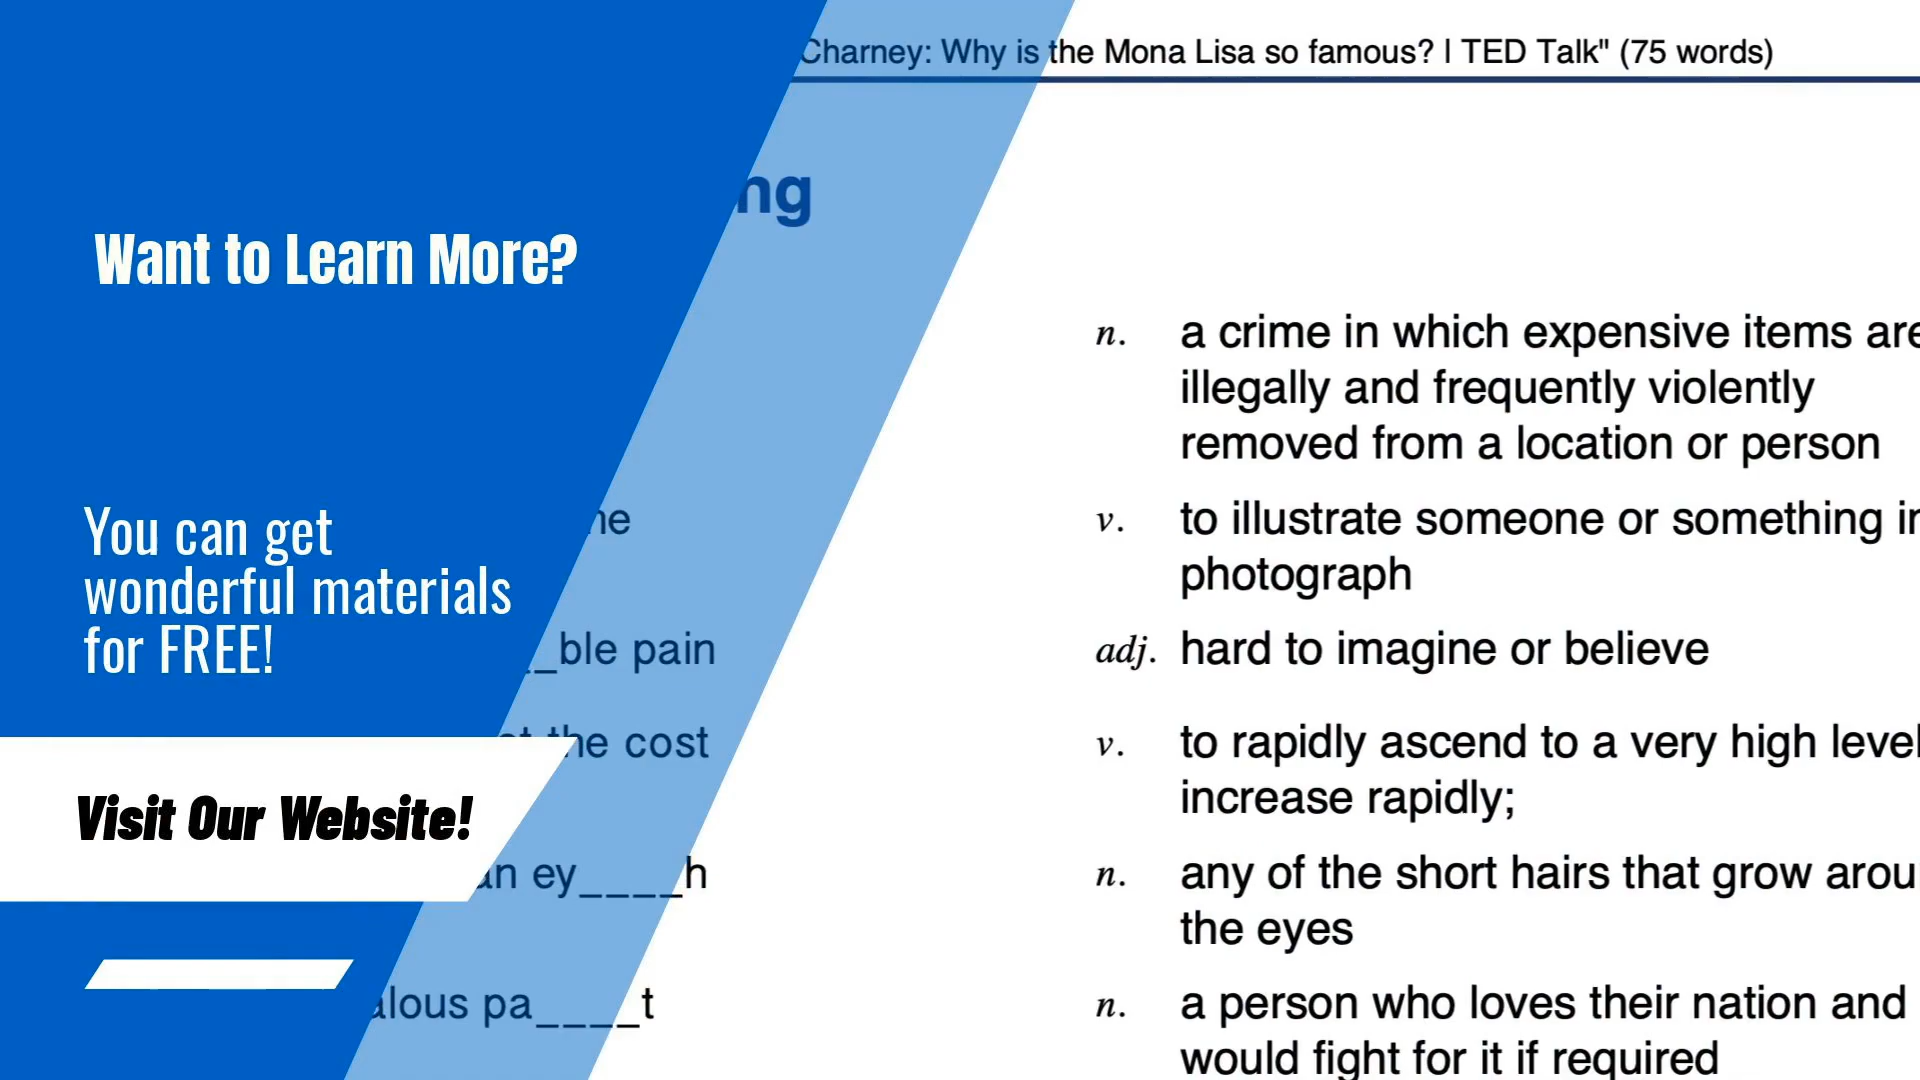 Charney: Why is the Mona Lisa so famous? | TED Talk" (75 words)
Want to Learn More?
You can get
wonderful materials
for FREE!
Visit Our Website!
ng
ne
_ble pain
the cost
an ey____h
alous pa____t
n. a crime in which expensive items are
illegally and frequently violently
removed from a location or person
v. to illustrate someone or something in
photograph
adj. hard to imagine or believe
v. to rapidly ascend to a very high level
increase rapidly;
n. any of the short hairs that grow arou
the eyes
n. a person who loves their nation and
would fight for it if required